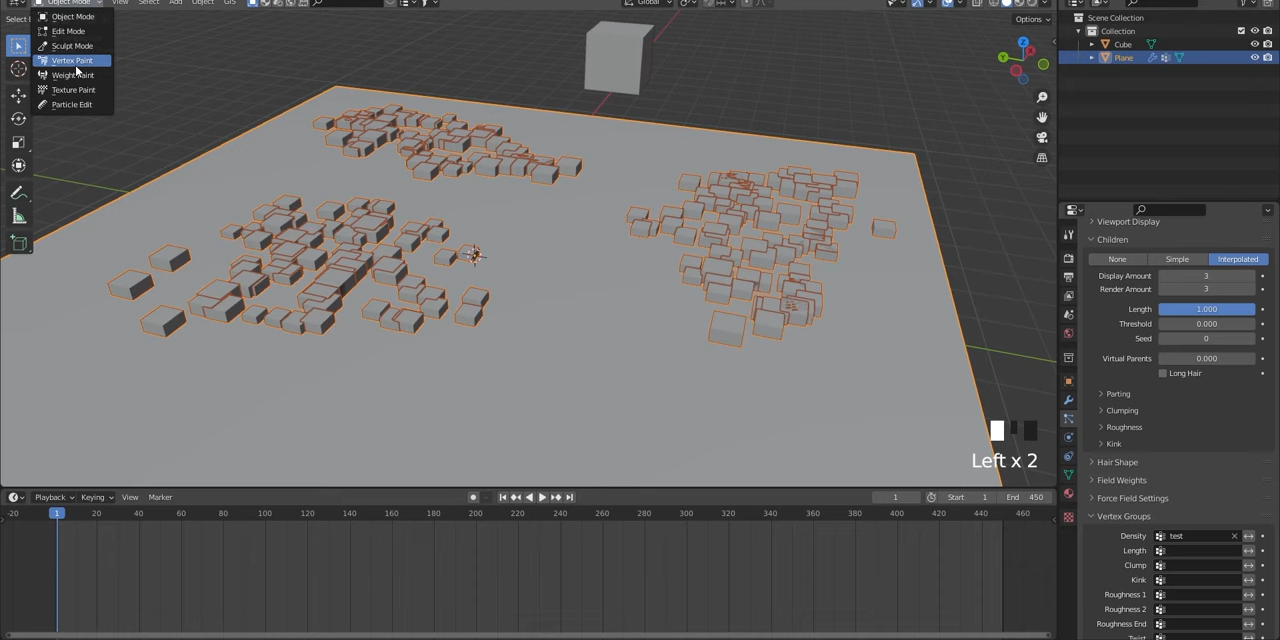 Object Mode
View Select Add Object GIS
Global
Select
Options
Object Mode
Edit Mode
Sculpt Mode
Vertex Paint
Weight Paint
Texture Paint
Particle Edit
Z
Y
Left x 2
Scene Collection
Collection
Cube
Plane
Viewport Display
Children
None Simple Interpolated
Display Amount 3
Render Amount 3
Length 1.000
Threshold 0.000
Seed 0
Virtual Parents 0.000
Long Hair
Parting
Clumping
Roughness
Kink
Hair Shape
Field Weights
Force Field Settings
Vertex Groups
Density test
Length
Clump
Kink
Roughness 1
Roughness 2
Roughness End
Twist
Playback Keying View Marker
1 Start 1 End 450
-20 1 20 40 60 80 100 120 140 160 180 200 220 240 260 280 300 320 340 360 380 400 420 440 460